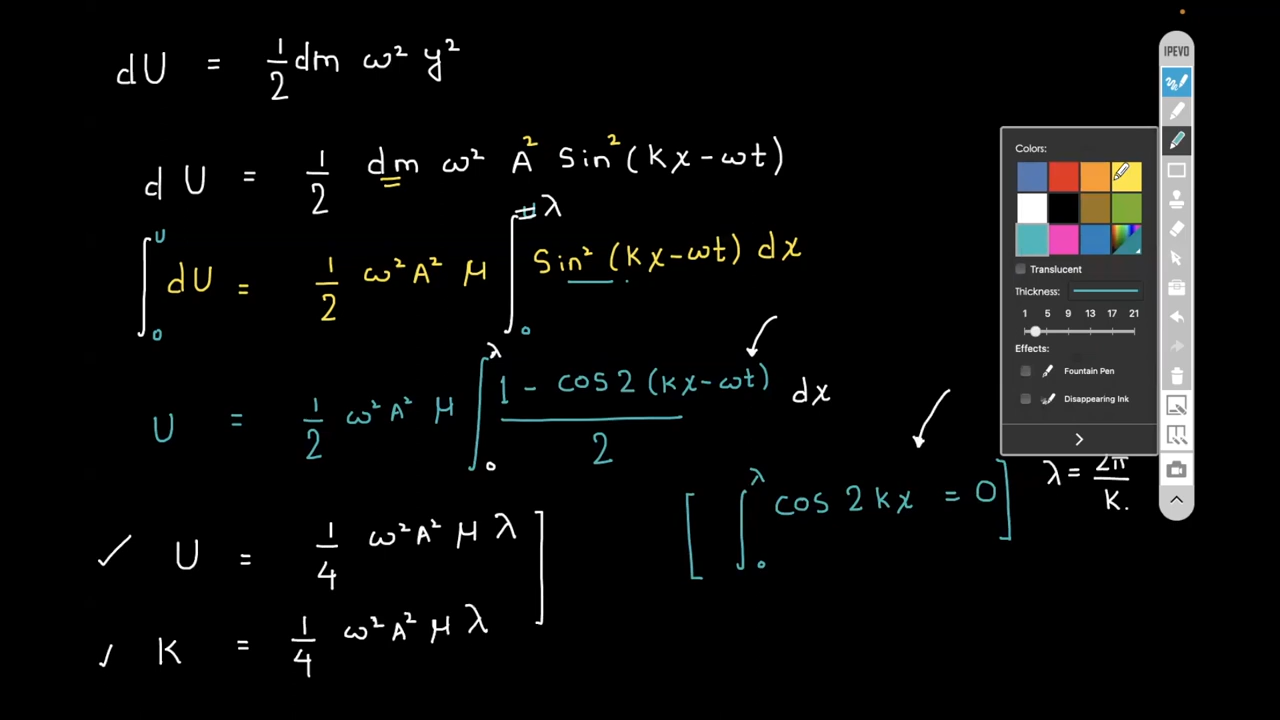 dU = 1/2 dm ω² y²
dU = 1/2 dm ω² A² Sin² (Kx-ωt)
∫₀ᵁ dU = 1/2 ω² A² μ ∫₀^λ Sin² (kx-ωt) dx
U = 1/2 ω² A² μ ∫₀^λ (1 - cos 2 (kx-ωt))/2 dx
[ ∫₀^λ cos 2kx = 0 ]
λ = 2π/K.
✓ U = 1/4 ω² A² μ λ
✓ K = 1/4 ω² A² μ λ
IPEVO
Colors:
Translucent
Thickness:
1 5 9 13 17 21
Effects:
Fountain Pen
Disappearing Ink